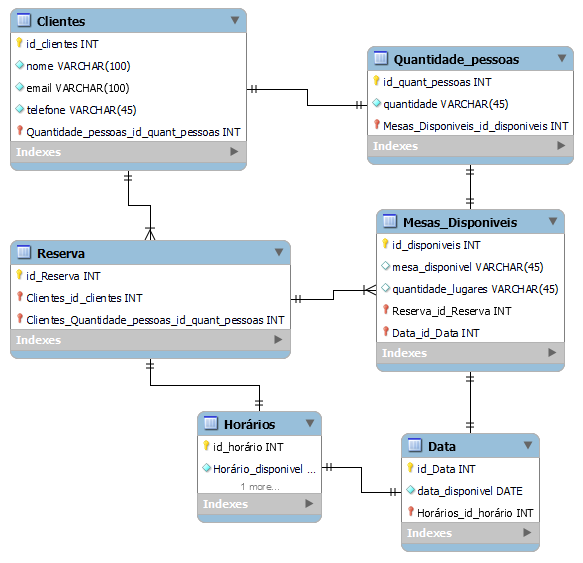 Clientes
id_clientes INT
nome VARCHAR(100)
email VARCHAR(100)
telefone VARCHAR(45)
Quantidade_pessoas_id_quant_pessoas INT
Indexes
Quantidade_pessoas
id_quant_pessoas INT
quantidade VARCHAR(45)
Mesas_Disponiveis_id_disponiveis INT
Indexes
Reserva
id_Reserva INT
Clientes_id_clientes INT
Clientes_Quantidade_pessoas_id_quant_pessoas INT
Indexes
Mesas_Disponiveis
id_disponiveis INT
mesa_disponivel VARCHAR(45)
quantidade_lugares VARCHAR(45)
Reserva_id_Reserva INT
Data_id_Data INT
Indexes
Horários
id_horário INT
Horário_disponivel ...
1 more...
Indexes
Data
id_Data INT
data_disponivel DATE
Horários_id_horário INT
Indexes